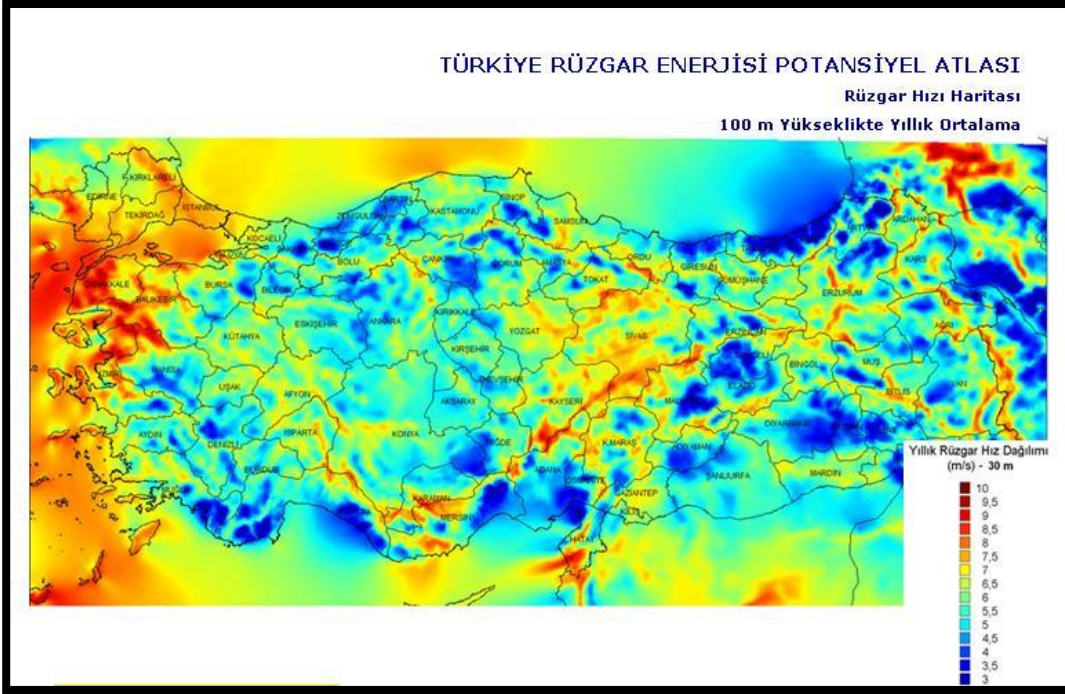 TÜRKİYE RÜZGAR ENERJİSİ POTANSİYEL ATLASI
Rüzgar Hızı Haritası
100 m Yükseklikte Yıllık Ortalama
KIRKLARELİ
EDİRNE
TEKİRDAĞ
İSTANBUL
KOCAELİ
BOLU
KASTAMONU
SİNOP
SAMSUN
ÇANKIRI
ÇORUM
AMASYA
TOKAT
ORDU
GİRESUN
GÜMÜŞHANE
ARDAHAN
KARS
ERZURUM
AĞRI
ÇANAKKALE
BALIKESİR
BURSA
BİLECİK
ESKİŞEHİR
ANKARA
KIRIKKALE
YOZGAT
SİVAS
ERZİNCAN
KÜTAHYA
KIRŞEHİR
NEVŞEHİR
KAYSERİ
ELAZIĞ
BİNGÖL
MUŞ
BİTLİS
VAN
İZMİR
MANİSA
UŞAK
AFYON
AKSARAY
AYDIN
DENİZLİ
ISPARTA
BURDUR
KONYA
NİĞDE
ADANA
K.MARAŞ
ADIYAMAN
DİYARBAKIR
ŞANLIURFA
MARDİN
GAZİANTEP
KİLİS
HATAY
KARAMAN
MERSİN
Yıllık Rüzgar Hız Dağılımı
(m/s) - 30 m
10
9,5
9
8,5
8
7,5
7
6,5
6
5,5
5
4,5
4
3,5
3